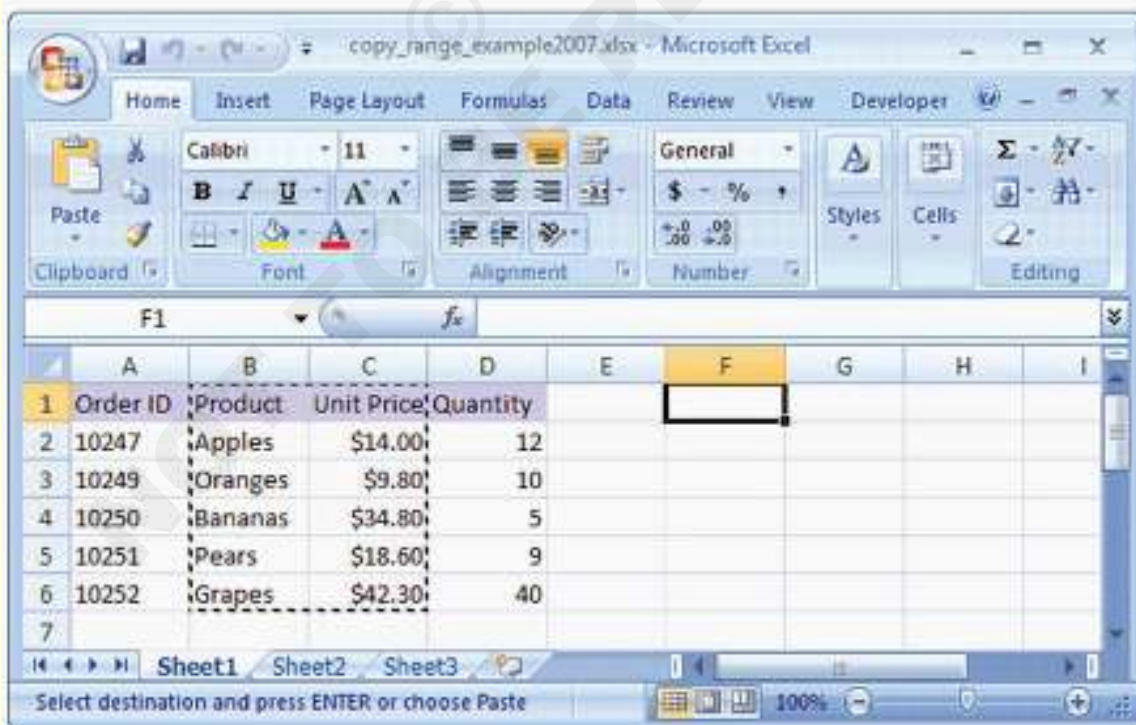 copy_range_example2007.xlsx - Microsoft Excel
Home Insert Page Layout Formulas Data Review View Developer
Paste
Calibri 11
General
B I U A A
$ % ,
Styles Cells
Clipboard Font Alignment Number Editing
F1 fx
A B C D E F G H I
1 Order ID Product Unit Price Quantity
2 10247 Apples $14.00 12
3 10249 Oranges $9.80 10
4 10250 Bananas $34.80 5
5 10251 Pears $18.60 9
6 10252 Grapes $42.30 40
7
Sheet1 Sheet2 Sheet3
Select destination and press ENTER or choose Paste 100%